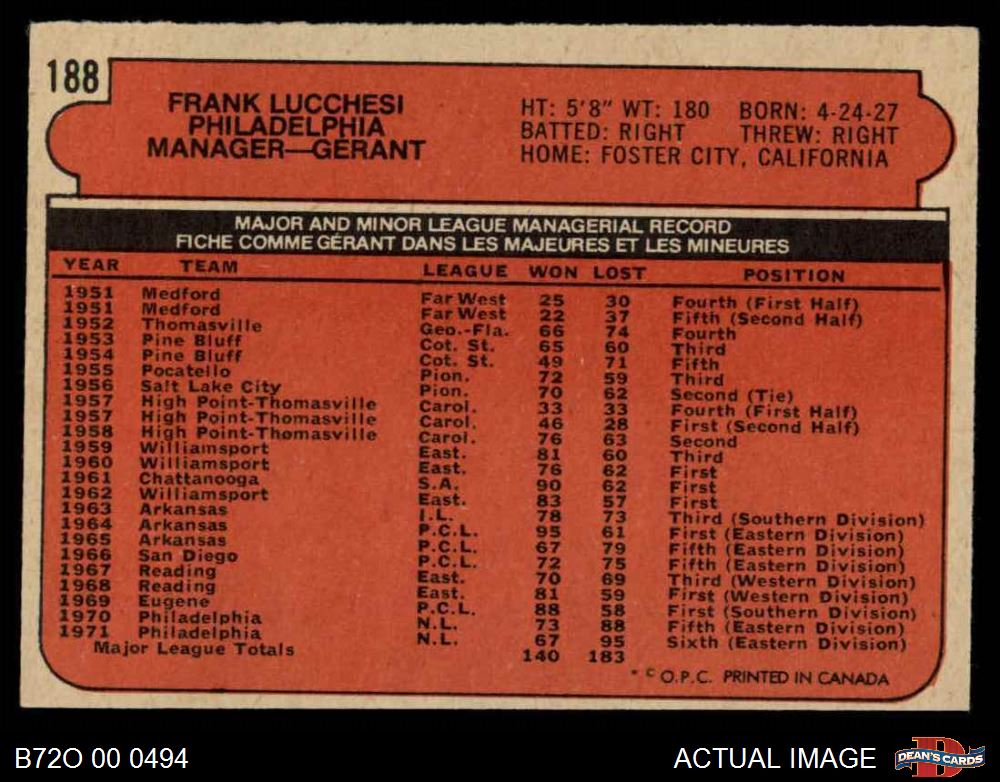 188
FRANK LUCCHESI
PHILADELPHIA
MANAGER—GÉRANT
HT: 5'8" WT: 180 BORN: 4-24-27
BATTED: RIGHT THREW: RIGHT
HOME: FOSTER CITY, CALIFORNIA
MAJOR AND MINOR LEAGUE MANAGERIAL RECORD
FICHE COMME GÉRANT DANS LES MAJEURES ET LES MINEURES
YEAR TEAM LEAGUE WON LOST POSITION
1951 Medford Far West 25 30 Fourth (First Half)
1951 Medford Far West 22 37 Fifth (Second Half)
1952 Thomasville Geo.-Fla. 66 74 Fourth
1953 Pine Bluff Cot. St. 65 60 Third
1954 Pine Bluff Cot. St. 49 71 Fifth
1955 Pocatello Pion. 72 59 Third
1956 Salt Lake City Pion. 70 62 Second (Tie)
1957 High Point-Thomasville Carol. 33 33 Fourth (First Half)
1957 High Point-Thomasville Carol. 46 28 First (Second Half)
1958 High Point-Thomasville Carol. 76 63 Second
1959 Williamsport East. 81 60 Third
1960 Williamsport East. 76 62 First
1961 Chattanooga S.A. 90 62 First
1962 Williamsport East. 83 57 First
1963 Arkansas I.L. 78 73 Third (Southern Division)
1964 Arkansas P.C.L. 95 61 First (Eastern Division)
1965 Arkansas P.C.L. 67 79 Fifth (Eastern Division)
1966 San Diego P.C.L. 72 75 Fifth (Eastern Division)
1967 Reading East. 70 69 Third (Western Division)
1968 Reading East. 81 59 First (Western Division)
1969 Eugene P.C.L. 88 58 First (Southern Division)
1970 Philadelphia N.L. 73 88 Fifth (Eastern Division)
1971 Philadelphia N.L. 67 95 Sixth (Eastern Division)
Major League Totals 140 183
* © O.P.C. PRINTED IN CANADA
B72O 00 0494
ACTUAL IMAGE
D
DEAN'S CARDS